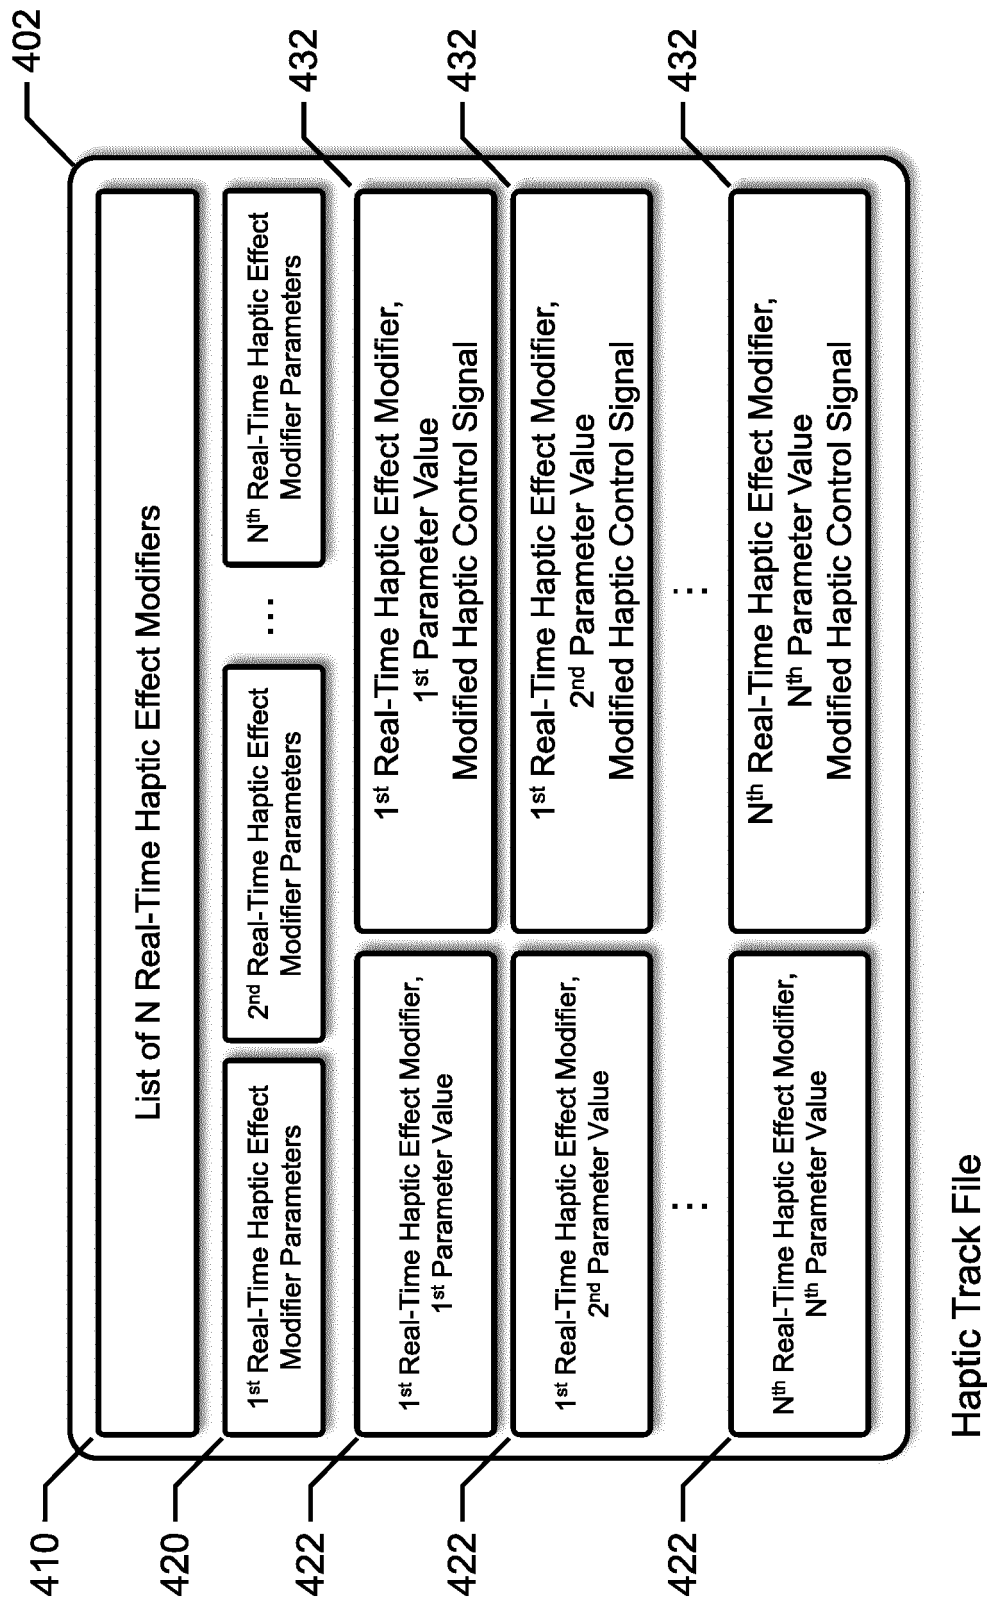 402
410
List of N Real-Time Haptic Effect Modifiers
420
1st Real-Time Haptic Effect
Modifier Parameters
2nd Real-Time Haptic Effect
Modifier Parameters
...
Nth Real-Time Haptic Effect
Modifier Parameters
422
1st Real-Time Haptic Effect Modifier,
1st Parameter Value
1st Real-Time Haptic Effect Modifier,
1st Parameter Value
Modified Haptic Control Signal
432
422
1st Real-Time Haptic Effect Modifier,
2nd Parameter Value
1st Real-Time Haptic Effect Modifier,
2nd Parameter Value
Modified Haptic Control Signal
432
...
...
422
Nth Real-Time Haptic Effect Modifier,
Nth Parameter Value
Nth Real-Time Haptic Effect Modifier,
Nth Parameter Value
Modified Haptic Control Signal
432
Haptic Track File